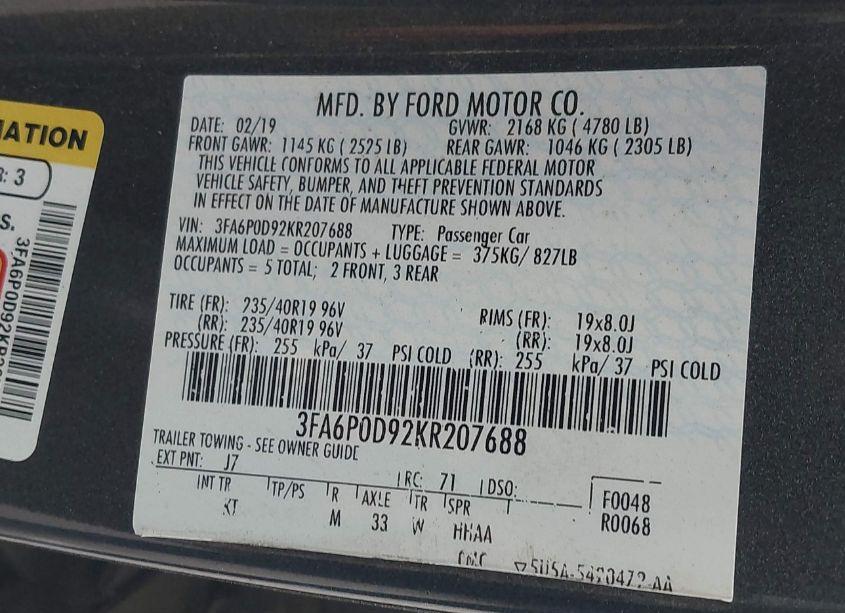 MFD. BY FORD MOTOR CO.
DATE: 02/19 GVWR: 2168 KG ( 4780 LB)
FRONT GAWR: 1145 KG ( 2525 LB) REAR GAWR: 1046 KG ( 2305 LB)
THIS VEHICLE CONFORMS TO ALL APPLICABLE FEDERAL MOTOR
VEHICLE SAFETY, BUMPER, AND THEFT PREVENTION STANDARDS
IN EFFECT ON THE DATE OF MANUFACTURE SHOWN ABOVE.
VIN: 3FA6P0D92KR207688 TYPE: Passenger Car
MAXIMUM LOAD = OCCUPANTS + LUGGAGE = 375KG/ 827LB
OCCUPANTS = 5 TOTAL; 2 FRONT, 3 REAR
TIRE (FR): 235/40R19 96V RIMS (FR): 19x8.0J
(RR): 235/40R19 96V (RR): 19x8.0J
PRESSURE (FR): 255 kPa/ 37 PSI COLD (RR): 255 kPa/ 37 PSI COLD
3FA6P0D92KR207688
TRAILER TOWING - SEE OWNER GUIDE
EXT PNT: J7 RC: 71 DSO: F0048
INT TR TP/PS R AXLE TR SPR R0068
KT M 33 W HHAA
ATION
: 3
S.
3FA6P0D92KR